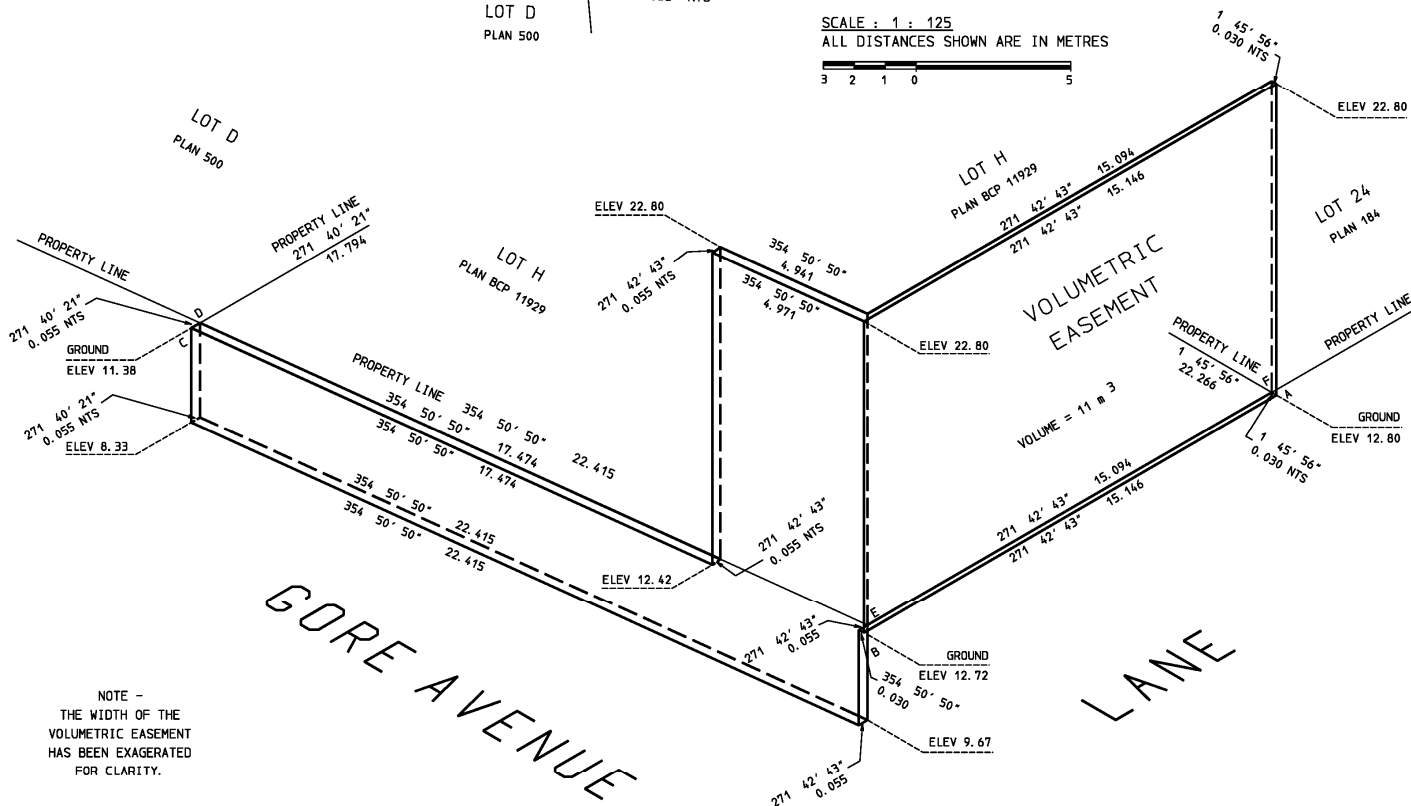 LOT D
PLAN 500
SCALE : 1 : 125
ALL DISTANCES SHOWN ARE IN METRES
3 2 1 0 5
1 45' 56"
0.030 NTS
ELEV 22.80
LOT D
PLAN 500
LOT H
PLAN BCP 11929
271 42' 43" 15.094
271 42' 43" 15.146
LOT 24
PLAN 184
ELEV 22.80
PROPERTY LINE
PROPERTY LINE
271 40' 21"
17.794
LOT H
PLAN BCP 11929
271 42' 43"
0.055 NTS
354 50' 50"
4.941
354 50' 50"
4.971
VOLUMETRIC
EASEMENT
VOLUME = 11 m 3
ELEV 22.80
PROPERTY LINE
1 45' 56"
22.266
PROPERTY LINE
F
A
GROUND
ELEV 12.80
1 45' 56"
0.030 NTS
271 40' 21"
0.055 NTS
D
C
GROUND
ELEV 11.38
271 40' 21"
0.055 NTS
ELEV 8.33
PROPERTY LINE 354 50' 50" 22.415
354 50' 50" 17.474
354 50' 50" 17.474
354 50' 50" 22.415
354 50' 50" 22.415
271 42' 43"
0.055 NTS
ELEV 12.42
271 42' 43" 15.094
271 42' 43" 15.146
E
B
271 42' 43"
0.055
GROUND
ELEV 12.72
354 50' 50"
0.030
ELEV 9.67
271 42' 43"
0.055
GORE AVENUE
LANE
NOTE -
THE WIDTH OF THE
VOLUMETRIC EASEMENT
HAS BEEN EXAGERATED
FOR CLARITY.